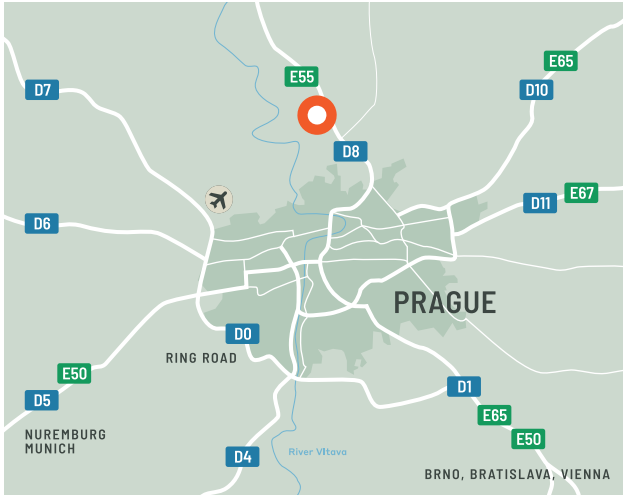 E65
E55
D7
D10
D8
E67
D11
D6
PRAGUE
D0
RING ROAD
E50
D1
D5
E65
NUREMBURG
MUNICH
E50
D4
River Vltava
BRNO, BRATISLAVA, VIENNA